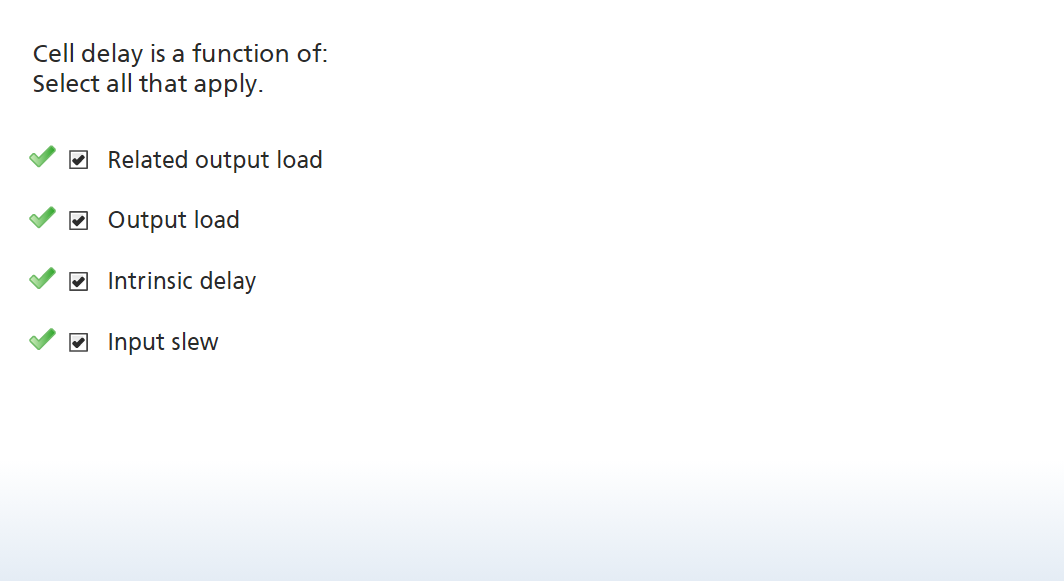 Cell delay is a function of:
Select all that apply.
Related output load
Output load
Intrinsic delay
Input slew